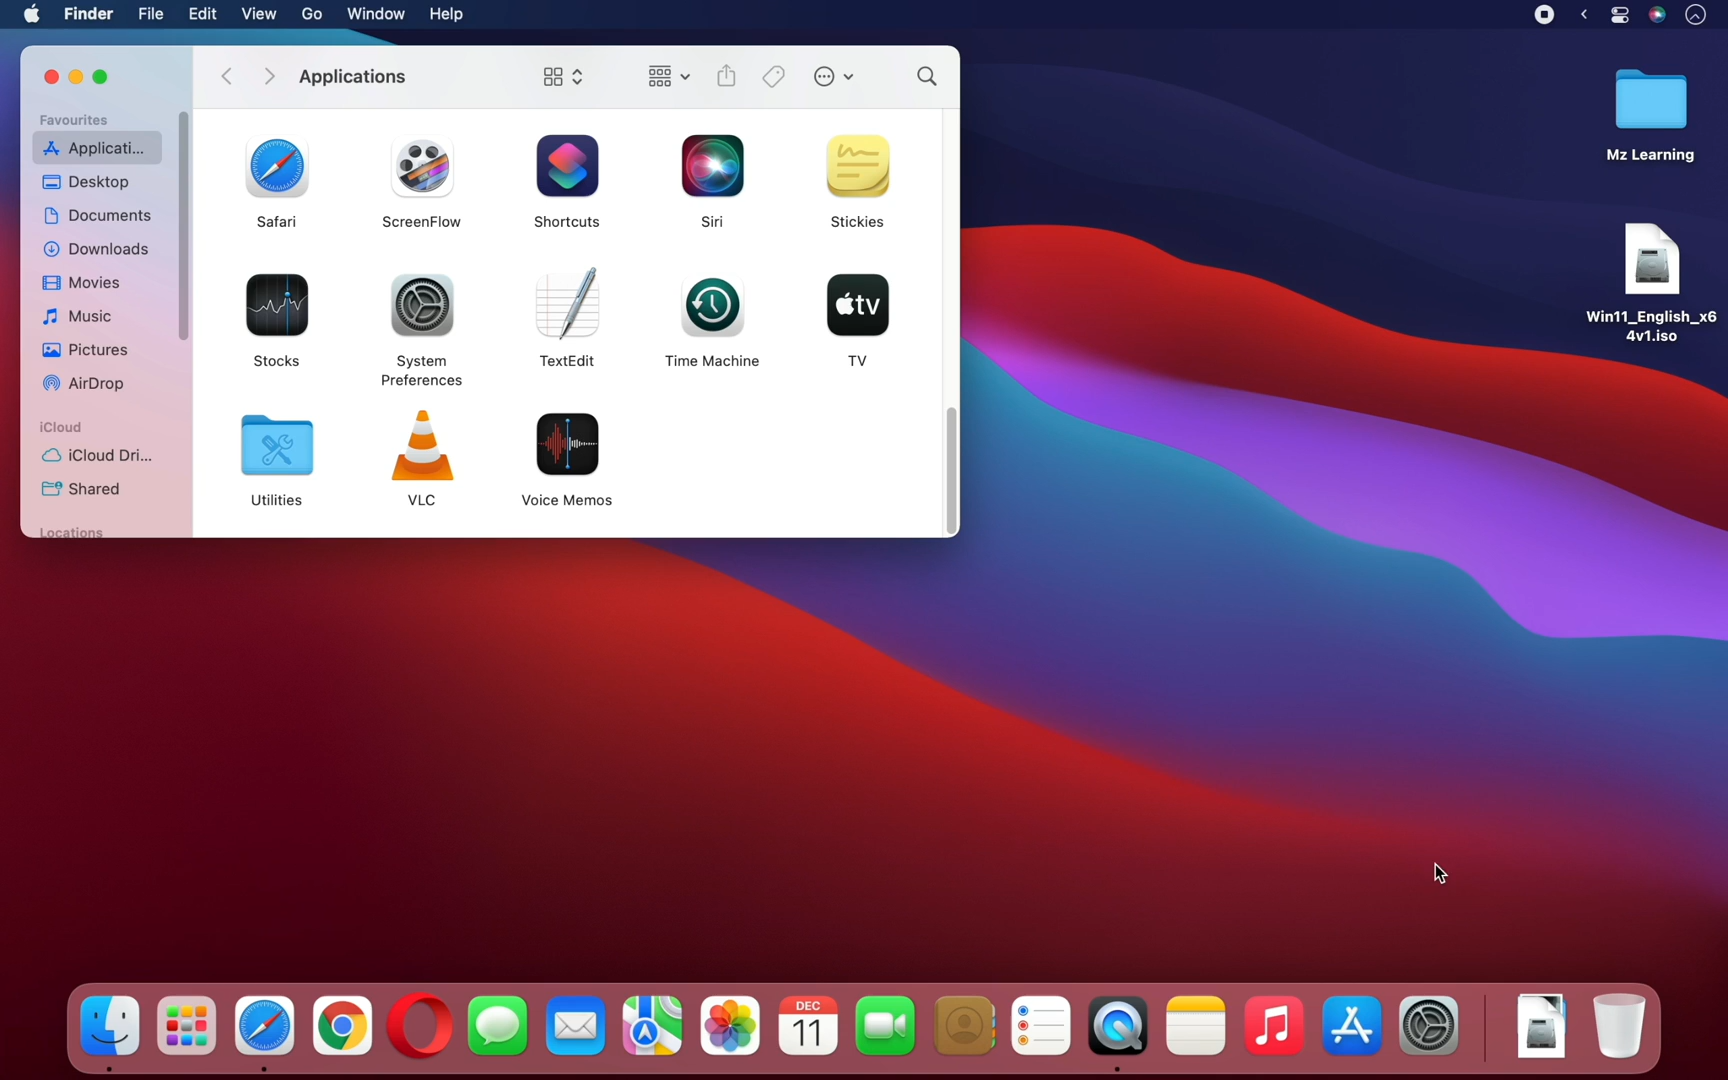 Finder File Edit View Go Window Help
Applications
Favourites
Applicati...
Desktop
Documents
Downloads
Movies
Music
Pictures
AirDrop
iCloud
iCloud Dri...
Shared
Locations
Safari
ScreenFlow
Shortcuts
Siri
Stickies
Stocks
System
Preferences
TextEdit
Time Machine
tv
TV
Utilities
VLC
Voice Memos
Mz Learning
Win11_English_x6
4v1.iso
DEC
11